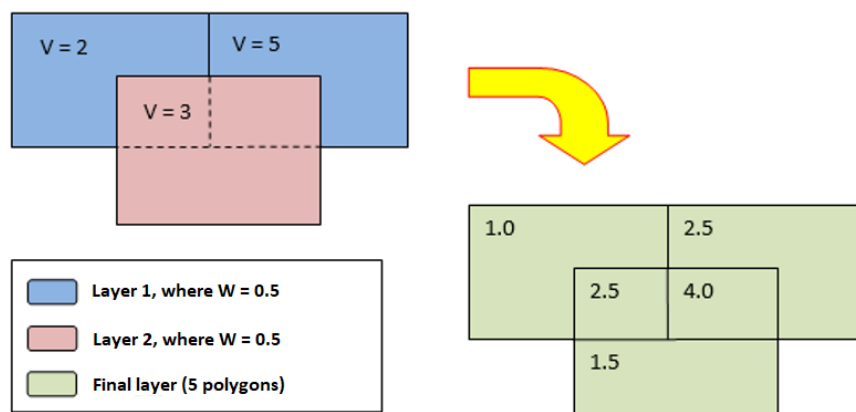 V = 2
V = 5
V = 3
Layer 1, where W = 0.5
Layer 2, where W = 0.5
Final layer (5 polygons)
1.0
2.5
2.5
4.0
1.5